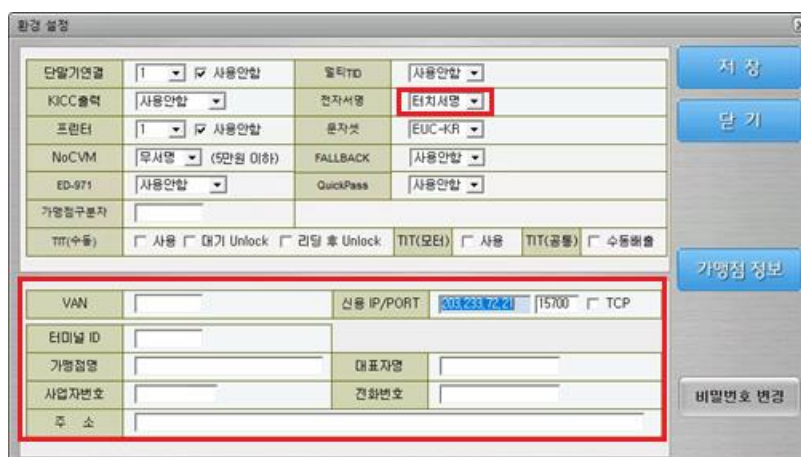 환경 설정
단말기연결 1 사용안함 멀티TID 사용안함
KICC출력 사용안함 전자서명 터치서명
프린터 1 사용안함 문자셋 EUC-KR
NoCVM 무서명 (5만원 이하) FALLBACK 사용안함
ED-971 사용안함 QuickPass 사용안함
가맹점구분자
TIT(수동) 사용 대기 Unlock 리딩 후 Unlock TIT(모터) 사용 TIT(공통) 수동배출
VAN 신용 IP/PORT 203,233,72,21 15700 TCP
터미널 ID
가맹점명 대표자명
사업자번호 전화번호
주 소
저 장
닫 기
가맹점 정보
비밀번호 변경